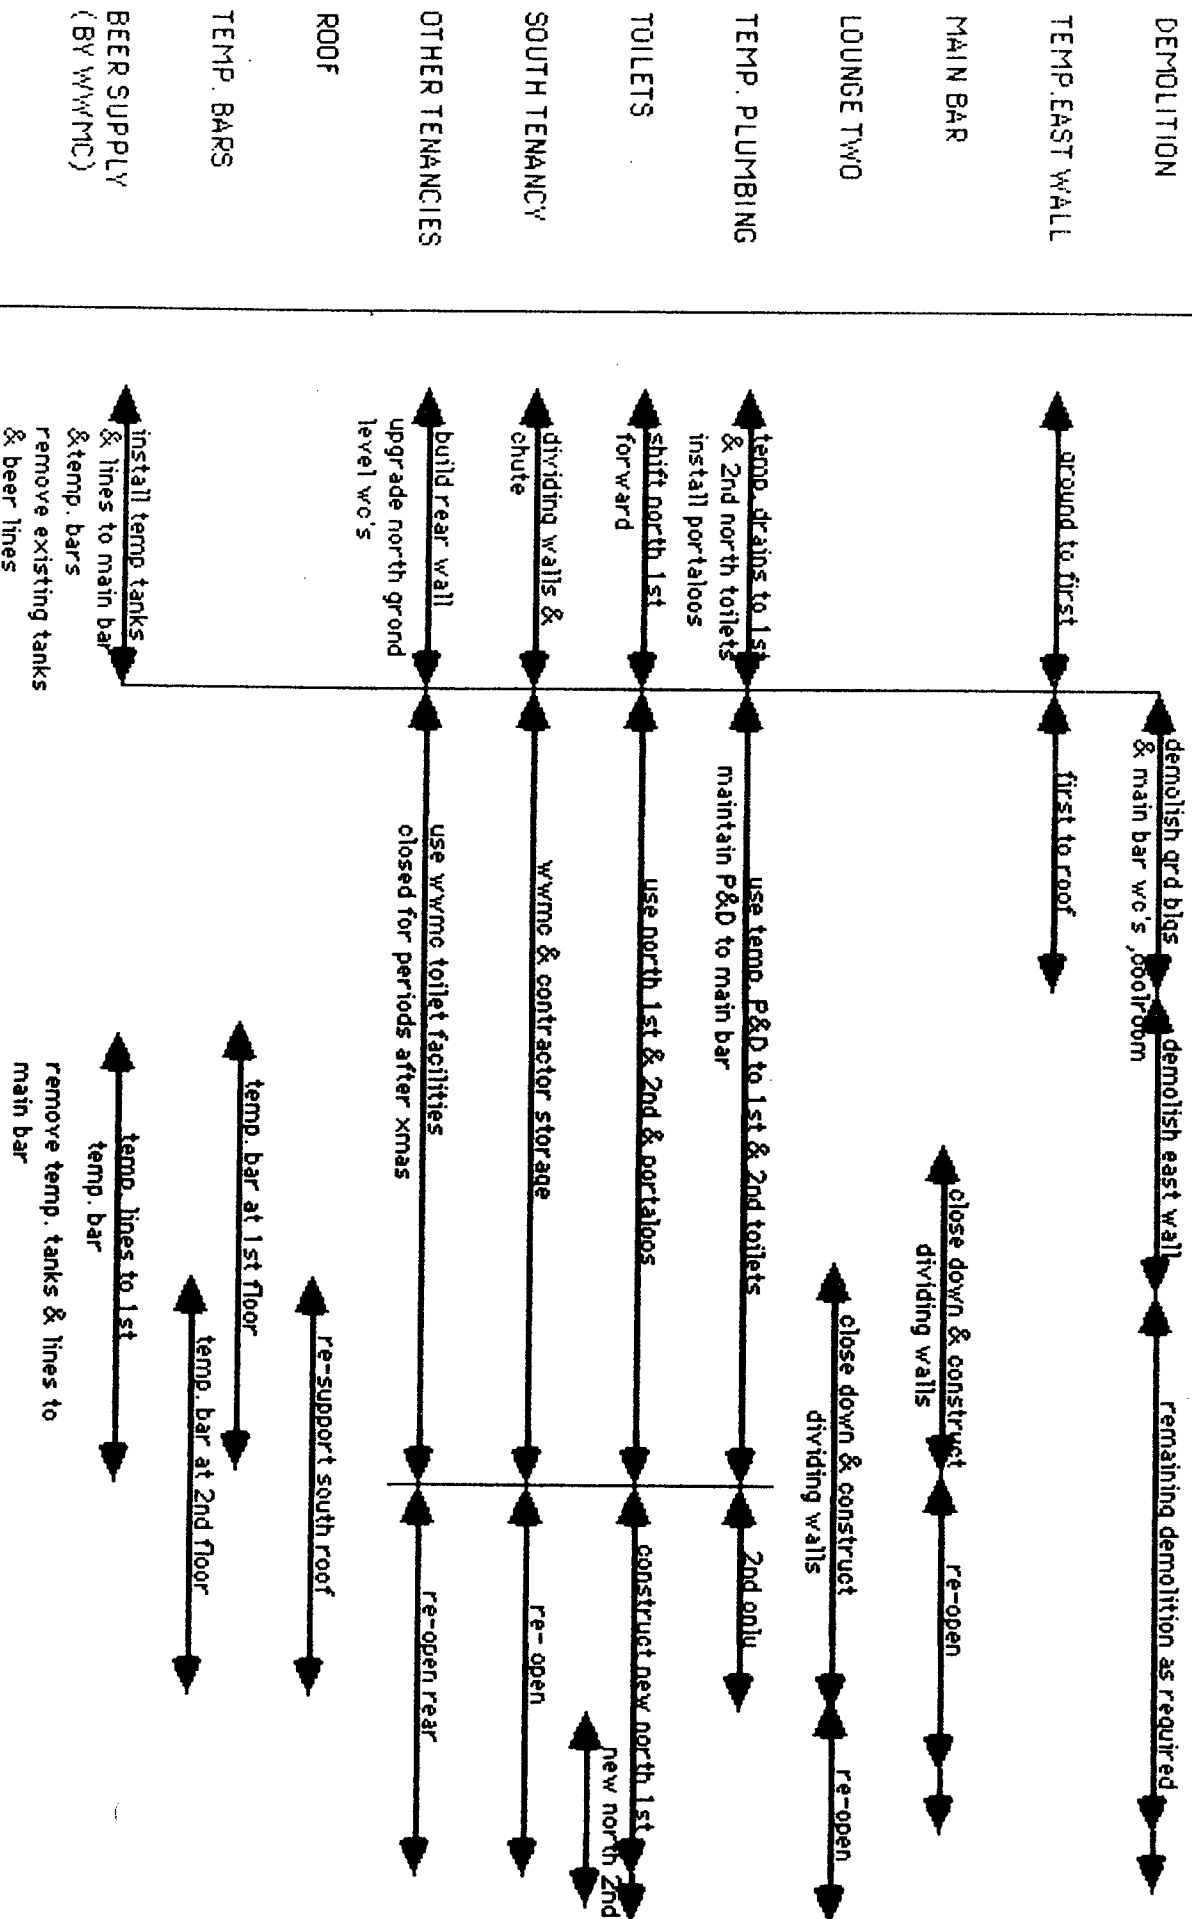 DEMOLITION
demolish grd blgs
& main bar wc's ,coolroom
demolish east wall
remaining demolition as required
TEMP.EAST WALL
ground to first
first to roof
MAIN BAR
close down & construct
dividing walls
re-open
LOUNGE TWO
close down & construct
dividing walls
re-open
TEMP. PLUMBING
temp. drains to 1st
& 2nd north toilets
install portaloos
use temp. P&D to 1st & 2nd toilets
maintain P&D to main bar
2nd only
TOILETS
shift north 1st
forward
use north 1st & 2nd & portaloos
construct new north 1st
new north 2nd
SOUTH TENANCY
dividing walls &
chute
wwmc & contractor storage
re- open
OTHER TENANCIES
build rear wall
upgrade north grond
level wc's
use wwmc toilet facilities
closed for periods after xmas
re-open rear
ROOF
re-support south roof
TEMP. BARS
temp. bar at 1st floor
temp. bar at 2nd floor
BEER SUPPLY
(BY WWMC)
install temp tanks
& lines to main bar
&temp. bars
remove existing tanks
& beer lines
temp. lines to 1st
temp. bar
remove temp. tanks & lines to
main bar